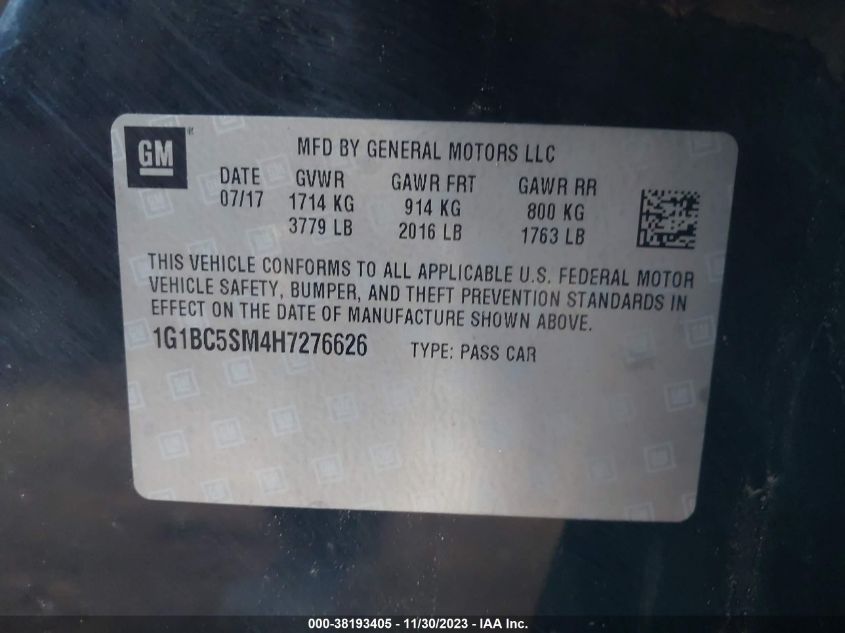 GM
MFD BY GENERAL MOTORS LLC
DATE GVWR GAWR FRT GAWR RR
07/17 1714 KG 914 KG 800 KG
3779 LB 2016 LB 1763 LB
THIS VEHICLE CONFORMS TO ALL APPLICABLE U.S. FEDERAL MOTOR
VEHICLE SAFETY, BUMPER, AND THEFT PREVENTION STANDARDS IN
EFFECT ON THE DATE OF MANUFACTURE SHOWN ABOVE.
1G1BC5SM4H7276626 TYPE: PASS CAR
000-38193405 - 11/30/2023 - IAA Inc.